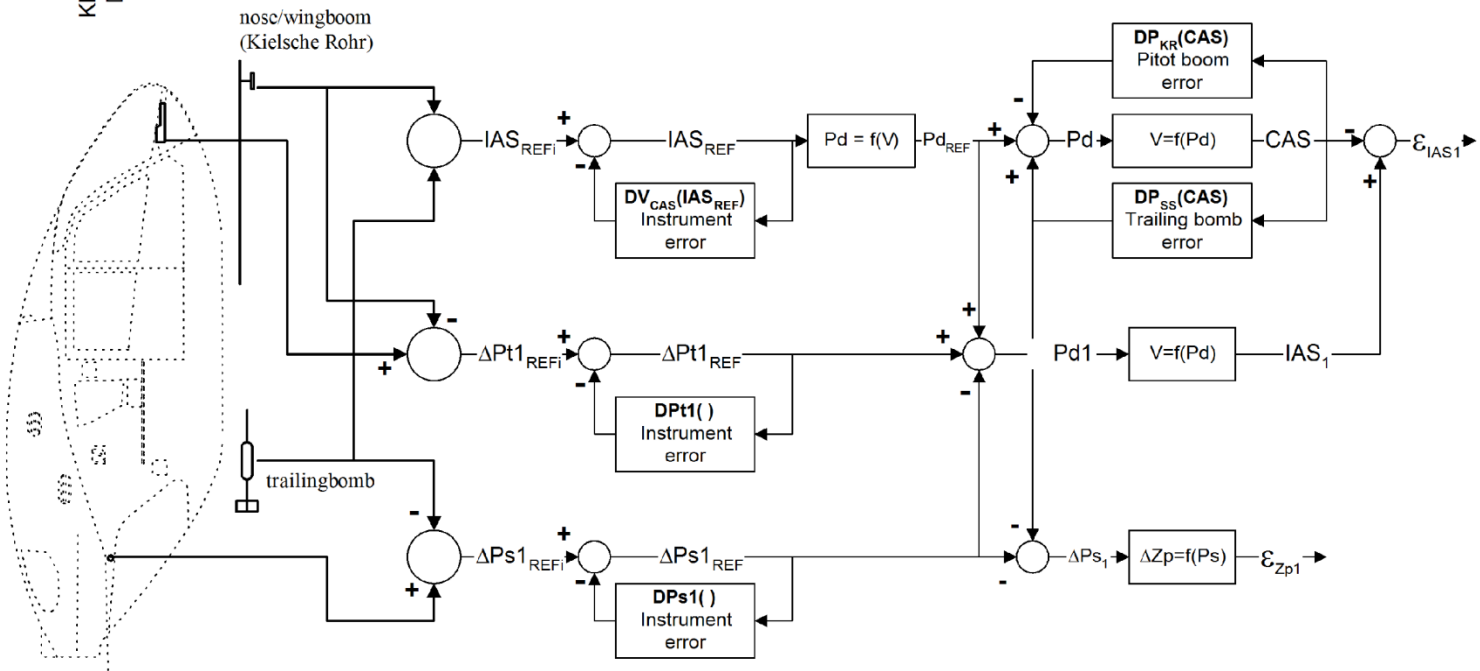 nose/wingboom
(Kielsche Rohr)
DP_KR(CAS)
Pitot boom
error
-
+
IAS_REFi
+
-
IAS_REF
Pd = f(V)
Pd_REF
+
+
Pd
V=f(Pd)
CAS
-
+
ε_IAS1
DV_CAS(IAS_REF)
Instrument
error
DP_SS(CAS)
Trailing bomb
error
-
+
ΔPt1_REFi
+
-
ΔPt1_REF
+
+
-
Pd1
V=f(Pd)
IAS_1
DPt1( )
Instrument
error
trailingbomb
-
+
ΔPs1_REFi
+
-
ΔPs1_REF
-
-
ΔPs_1
ΔZp=f(Ps)
ε_Zp1
DPs1( )
Instrument
error